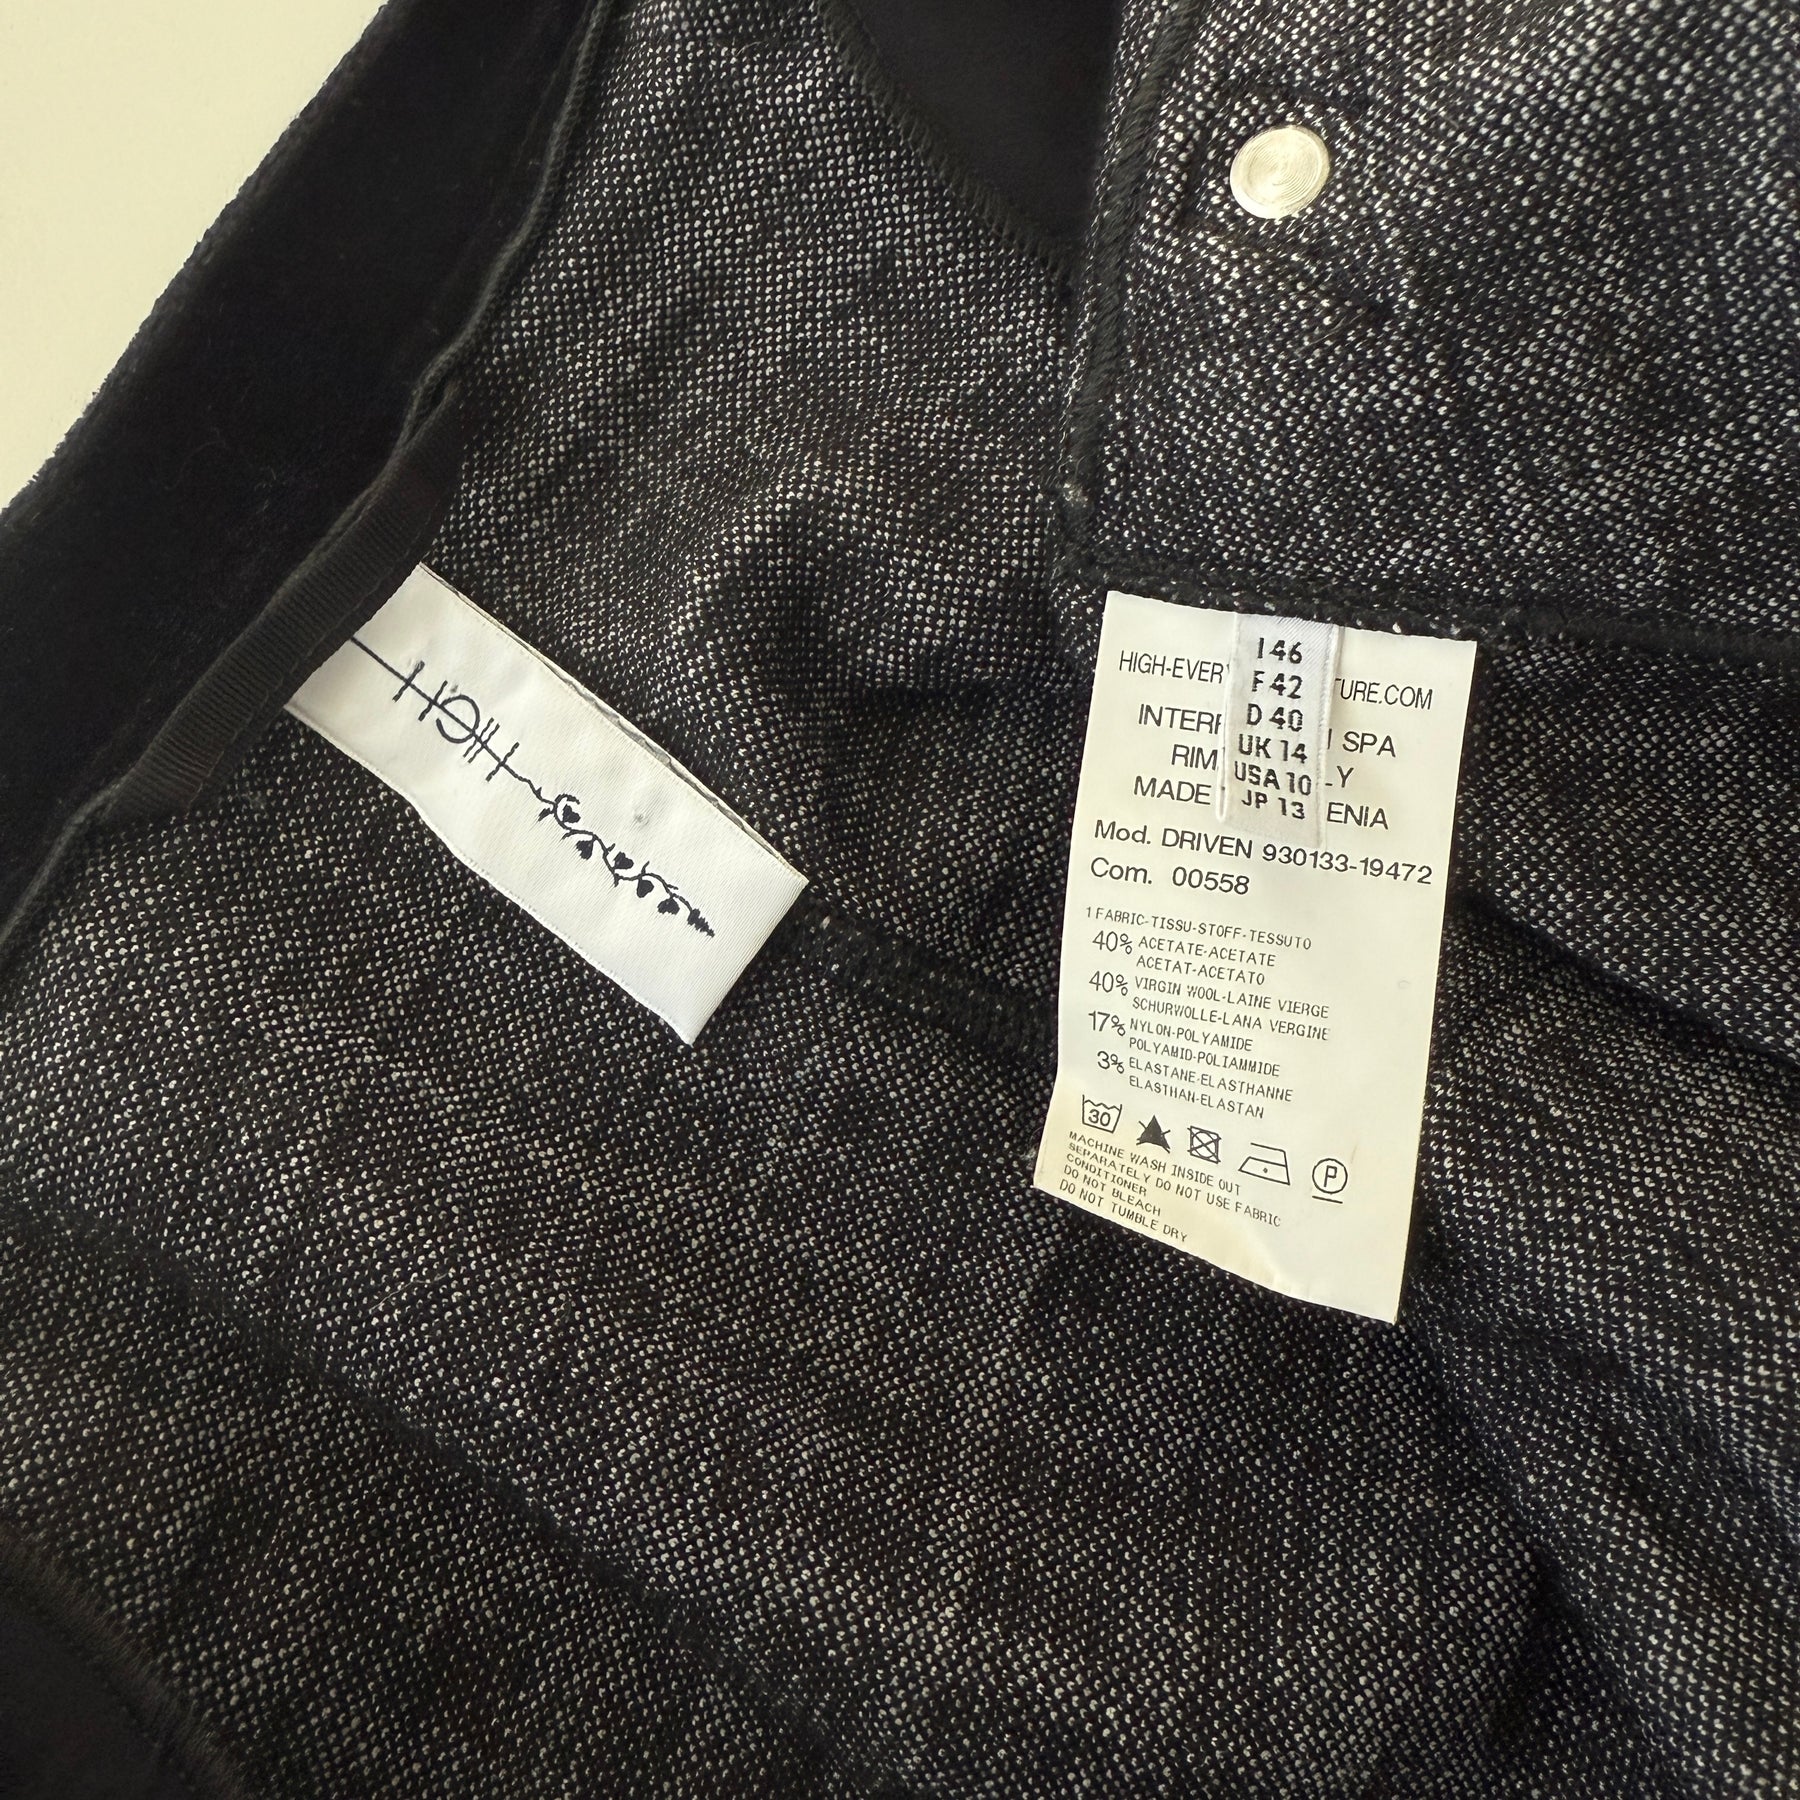 HIGH
I 46
F 42
D 40
UK 14
USA 10
JP 13
HIGH-EVER TURE.COM
INTERF SPA
RIM Y
MADE ENIA
Mod. DRIVEN 930133-19472
Com. 00558
1 FABRIC-TISSU-STOFF-TESSUTO
40% ACETATE-ACETATE
ACETAT-ACETATO
40% VIRGIN WOOL-LAINE VIERGE
SCHURWOLLE-LANA VERGINE
17% NYLON-POLYAMIDE
POLYAMID-POLIAMMIDE
3% ELASTANE-ELASTHANNE
ELASTHAN-ELASTAN
30
P
MACHINE WASH INSIDE OUT
SEPARATELY DO NOT USE FABRIC
CONDITIONER
DO NOT BLEACH
DO NOT TUMBLE DRY